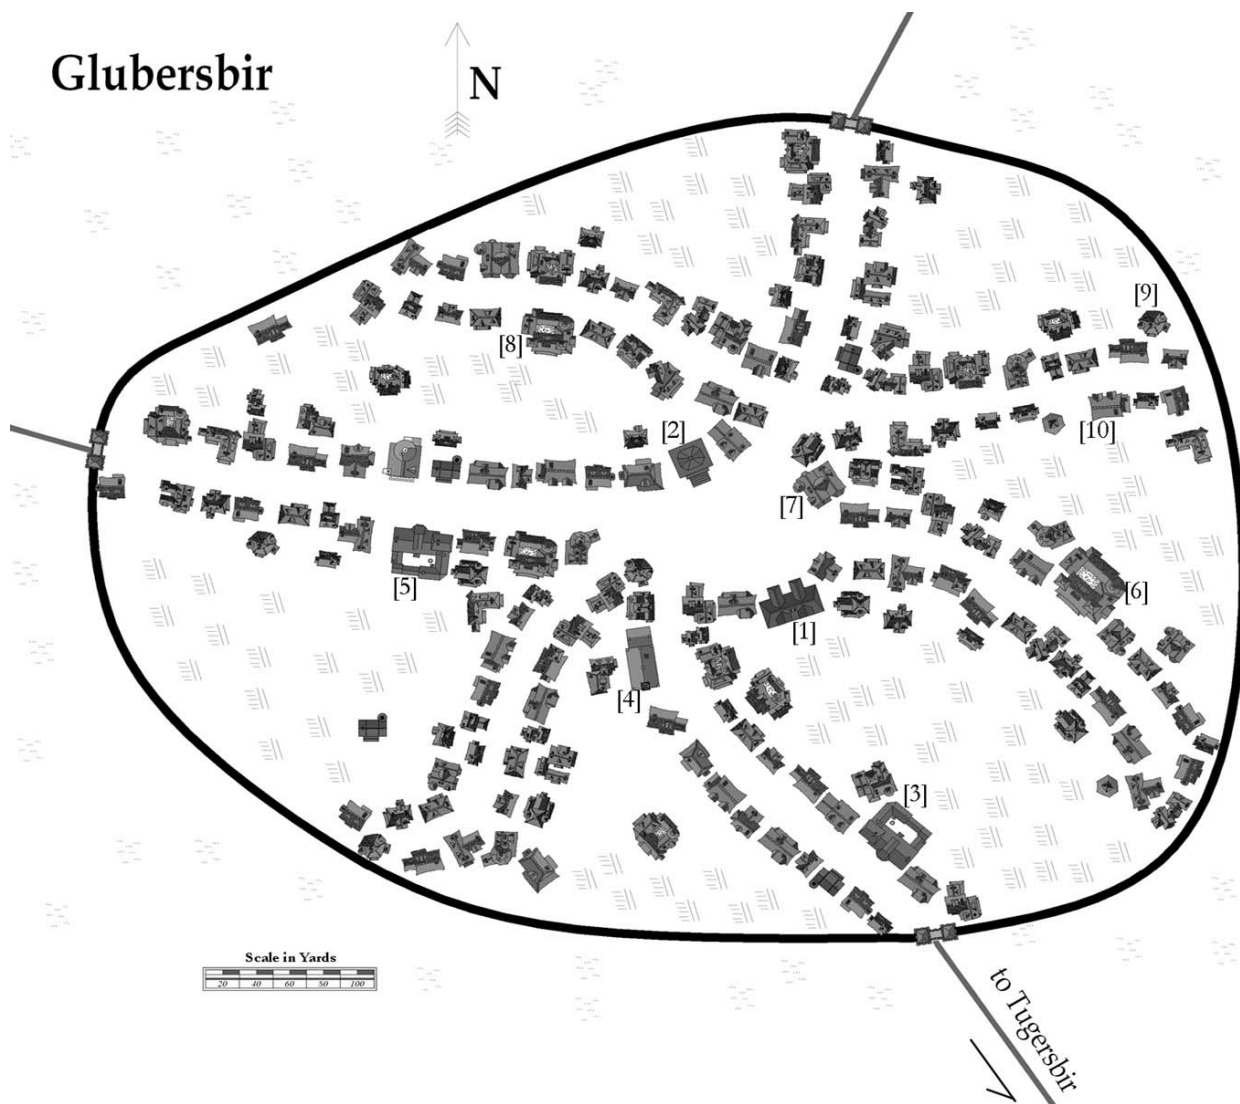 Glubersbir
N
[9]
[8]
[10]
[2]
[7]
[5]
[6]
[1]
[4]
[3]
Scale in Yards
20 40 60 80 100
to Tugersbir